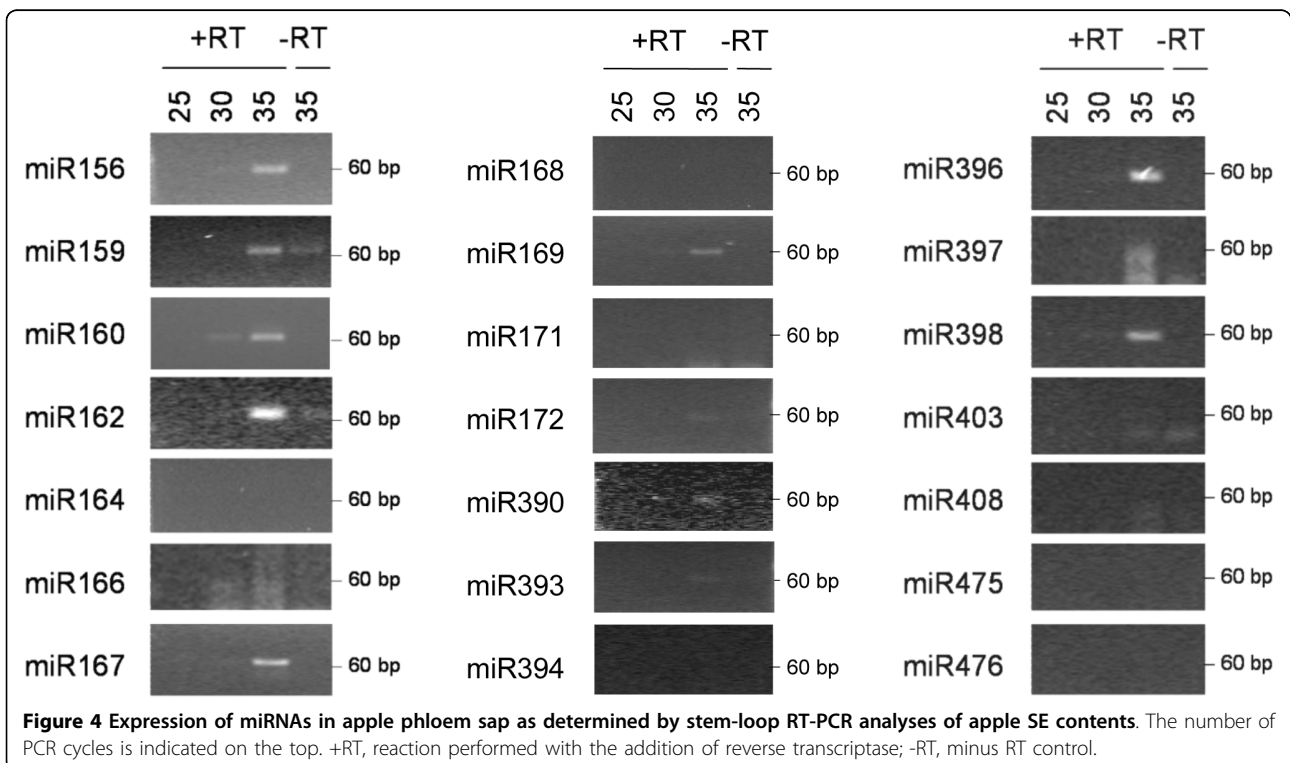 +RT -RT
25 30 35 35
miR156 60 bp
miR159 60 bp
miR160 60 bp
miR162 60 bp
miR164 60 bp
miR166 60 bp
miR167 60 bp
+RT -RT
25 30 35 35
miR168 60 bp
miR169 60 bp
miR171 60 bp
miR172 60 bp
miR390 60 bp
miR393 60 bp
miR394 60 bp
+RT -RT
25 30 35 35
miR396 60 bp
miR397 60 bp
miR398 60 bp
miR403 60 bp
miR408 60 bp
miR475 60 bp
miR476 60 bp
Figure 4 Expression of miRNAs in apple phloem sap as determined by stem-loop RT-PCR analyses of apple SE contents. The number of
PCR cycles is indicated on the top. +RT, reaction performed with the addition of reverse transcriptase; -RT, minus RT control.